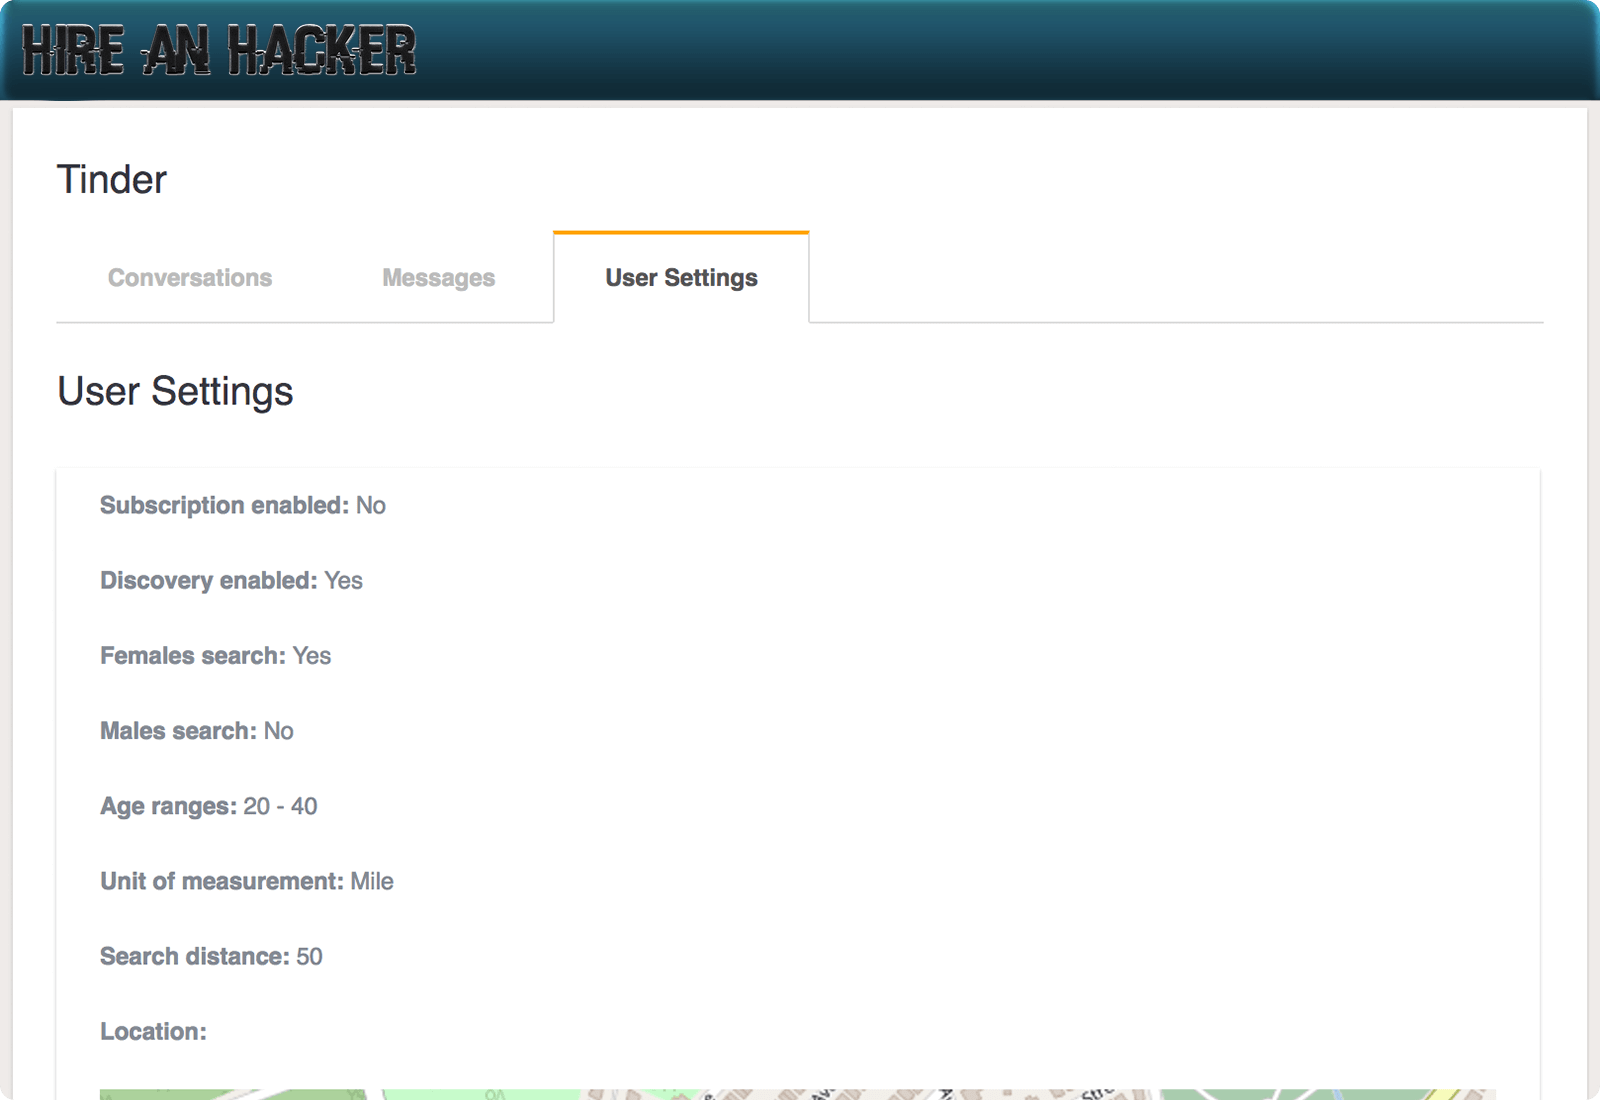 HIRE AN HACKER
Tinder
Conversations Messages User Settings
User Settings
Subscription enabled: No
Discovery enabled: Yes
Females search: Yes
Males search: No
Age ranges: 20 - 40
Unit of measurement: Mile
Search distance: 50
Location: